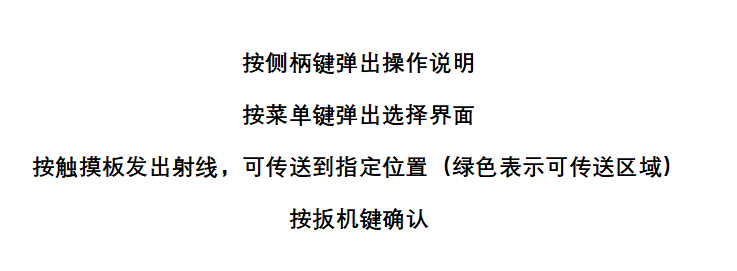 按侧柄键弹出操作说明
按菜单键弹出选择界面
按触摸板发出射线，可传送到指定位置（绿色表示可传送区域）
按扳机键确认